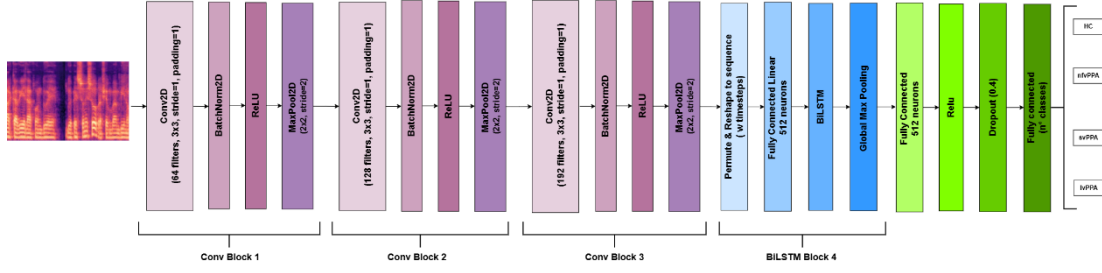 MAKABIELAPONDUE
LOPESOMESOORASEMBAMBIENA
Conv2D
(64 filters, 3x3, stride=1, padding=1)
BatchNorm2D
ReLU
MaxPool2D
(2x2, stride=2)
Conv2D
(128 filters, 3x3, stride=1, padding=1)
BatchNorm2D
ReLU
MaxPool2D
(2x2, stride=2)
Conv2D
(192 filters, 3x3, stride=1, padding=1)
BatchNorm2D
ReLU
MaxPool2D
(2x2, stride=2)
Permute & Reshape to sequence
( w timesteps)
Fully Connected Linear
512 neurons
BiLSTM
Global Max Pooling
Fully Connected
512 neurons
Relu
Dropout (0.4)
Fully connected
(n° classes)
HC
nfvPPA
svPPA
lvPPA
Conv Block 1
Conv Block 2
Conv Block 3
BiLSTM Block 4